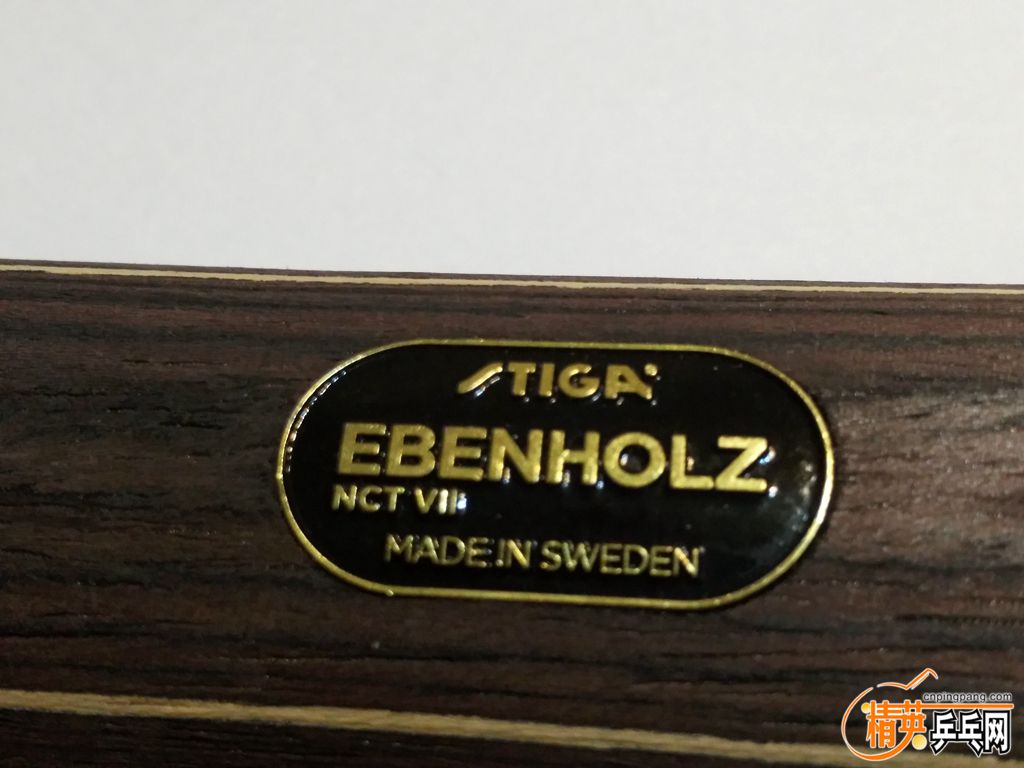 STIGA
EBENHOLZ
NCT VII
MADE IN SWEDEN
cnpingpang.com
精英乒乓网